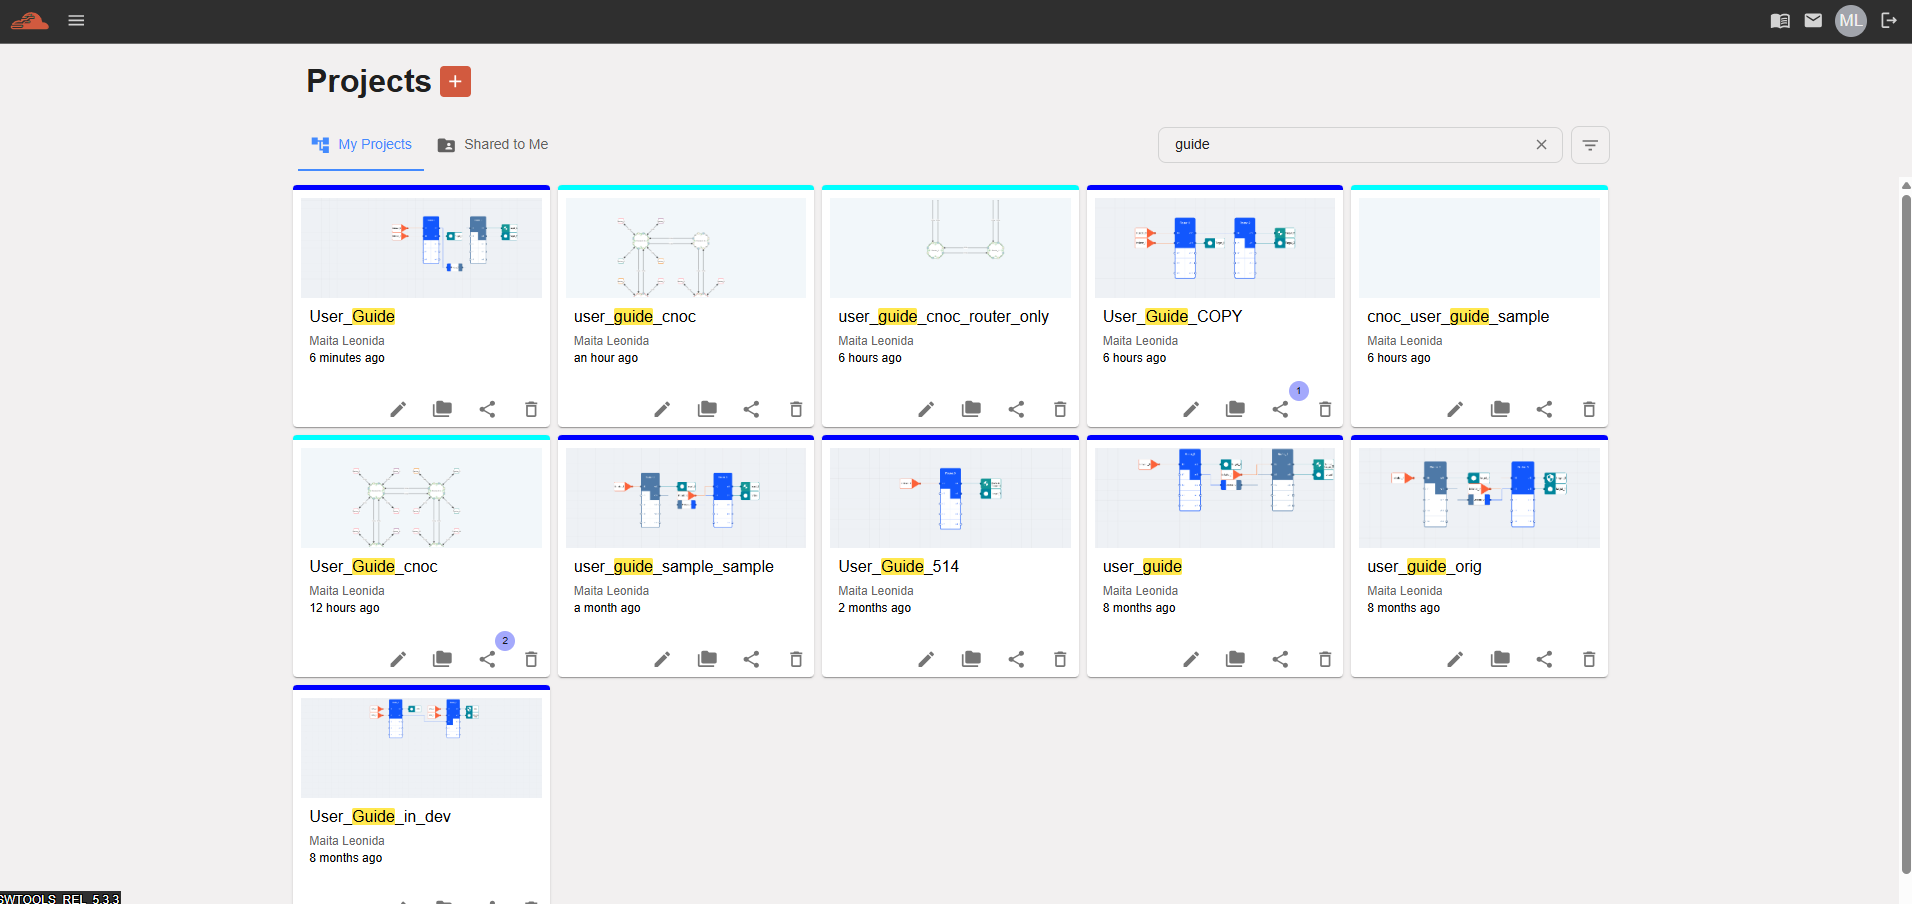 ML
Projects +
My Projects
Shared to Me
guide
User_Guide
Maita Leonida
6 minutes ago
user_guide_cnoc
Maita Leonida
an hour ago
user_guide_cnoc_router_only
Maita Leonida
6 hours ago
User_Guide_COPY
Maita Leonida
6 hours ago
1
cnoc_user_guide_sample
Maita Leonida
6 hours ago
User_Guide_cnoc
Maita Leonida
12 hours ago
2
user_guide_sample_sample
Maita Leonida
a month ago
User_Guide_514
Maita Leonida
2 months ago
user_guide
Maita Leonida
8 months ago
user_guide_orig
Maita Leonida
8 months ago
User_Guide_in_dev
Maita Leonida
8 months ago
SWTOOLS_REL_5.3.3